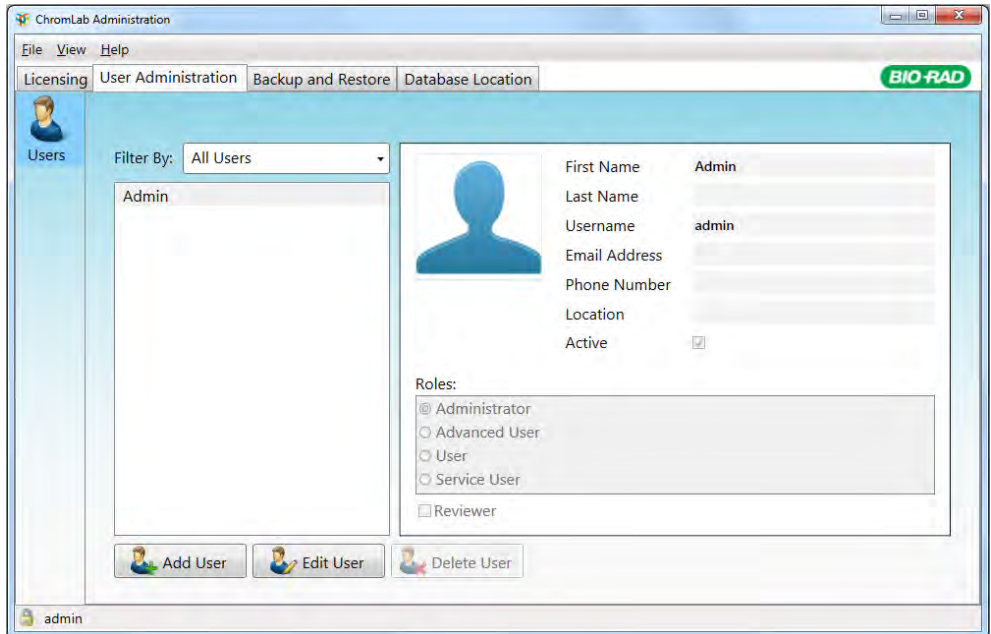 ChromLab Administration
File View Help
Licensing User Administration Backup and Restore Database Location BIO-RAD
Users
Filter By: All Users
Admin
First Name Admin
Last Name
Username admin
Email Address
Phone Number
Location
Active
Roles:
Administrator
Advanced User
User
Service User
Reviewer
Add User Edit User Delete User
admin